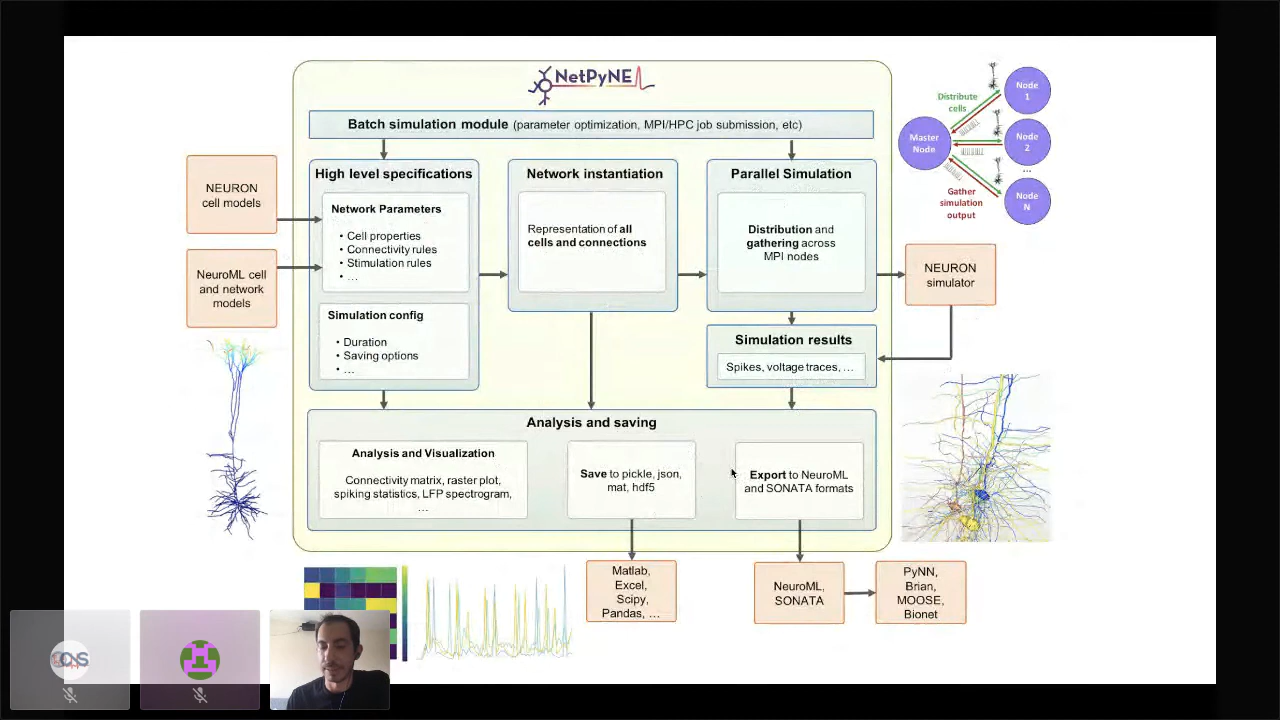 NetPyNE
Batch simulation module (parameter optimization, MPI/HPC job submission, etc)
NEURON
cell models
NeuroML cell
and network
models
High level specifications
Network Parameters
• Cell properties
• Connectivity rules
• Stimulation rules
• ...
Simulation config
• Duration
• Saving options
• ...
Network instantiation
Representation of all
cells and connections
Parallel Simulation
Distribution and
gathering across
MPI nodes
Simulation results
Spikes, voltage traces, ...
Distribute
cells
Master
Node
Node
1
Node
2
...
Node
N
Gather
simulation
output
NEURON
simulator
Analysis and saving
Analysis and Visualization
Connectivity matrix, raster plot,
spiking statistics, LFP spectrogram,
...
Save to pickle, json,
mat, hdf5
Export to NeuroML
and SONATA formats
Matlab,
Excel,
Scipy,
Pandas, ...
NeuroML,
SONATA
PyNN,
Brian,
MOOSE,
Bionet